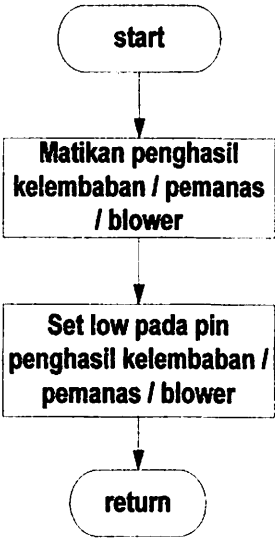 start
Matikan penghasil
kelembaban / pemanas
/ blower
Set low pada pin
penghasil kelembaban /
pemanas / blower
return